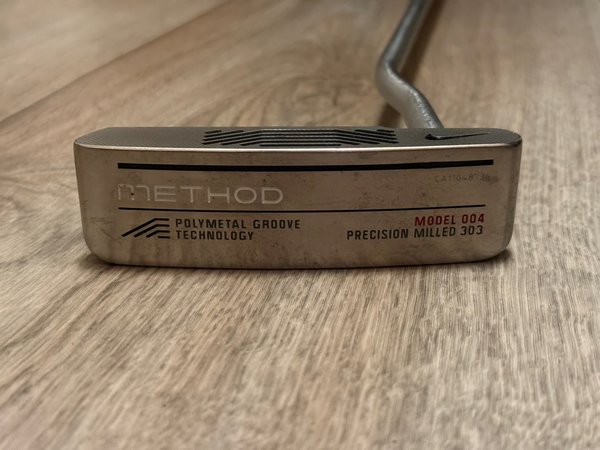 METHOD
POLYMETAL GROOVE
TECHNOLOGY
MODEL 004
PRECISION MILLED 303